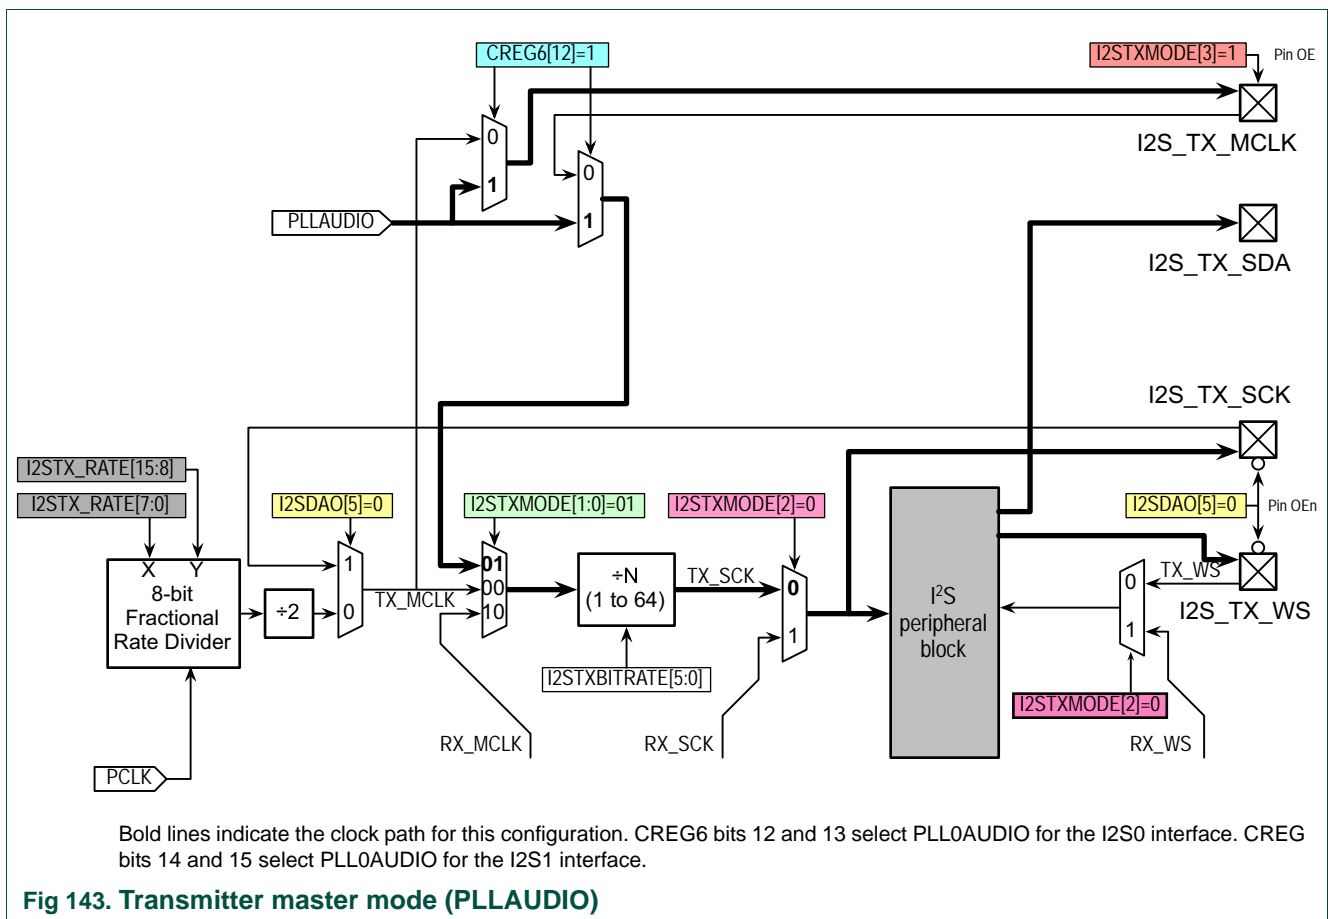 CREG6[12]=1
I2STXMODE[3]=1
Pin OE
0
I2S_TX_MCLK
0
1
PLLAUDIO
1
I2S_TX_SDA
I2S_TX_SCK
I2STX_RATE[15:8]
I2STX_RATE[7:0]
I2SDAO[5]=0
I2STXMODE[1:0]=01
I2STXMODE[2]=0
I2SDAO[5]=0
Pin OEn
X Y
8-bit
Fractional
Rate Divider
÷2
1
0
TX_MCLK
01
00
10
÷N
(1 to 64)
TX_SCK
0
1
I2STXBITRATE[5:0]
I²S
peripheral
block
TX_WS
0
1
I2S_TX_WS
I2STXMODE[2]=0
RX_MCLK
RX_SCK
RX_WS
PCLK
Bold lines indicate the clock path for this configuration. CREG6 bits 12 and 13 select PLL0AUDIO for the I2S0 interface. CREG
bits 14 and 15 select PLL0AUDIO for the I2S1 interface.
Fig 143. Transmitter master mode (PLLAUDIO)